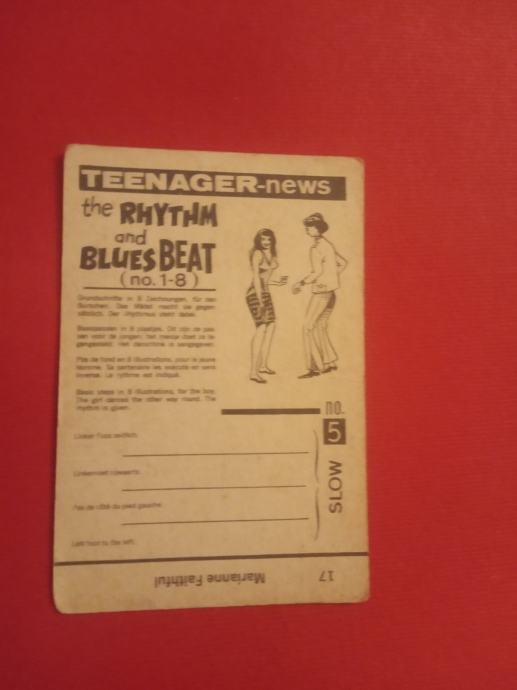 TEENAGER-news
the RHYTHM
and
BLUES BEAT
(no. 1-8)
Grundschritte in 8 Zeichnungen, für den
Burschen. Das Mädel macht sie gegen-
sätzlich. Der Rhythmus steht dabei.
Basispassen in 8 plaatjes. Dit zijn de pas-
sen voor de jongen; het meisje doet ze te-
gengesteld. Het dansritme is aangegeven.
Pas de fond en 8 illustrations, pour le jeune
homme. Sa partenaire les exécute en sens
inverse. Le rythme est indiqué.
Basic steps in 8 illustrations, for the boy.
The girl dances the other way round. The
rhythm is given.
no.
5
SLOW
Linker Fuss seitlich.
Linkervoet zijwaarts.
Pas de côté du pied gauche.
Left foot to the left.
17 Marianne Faithful